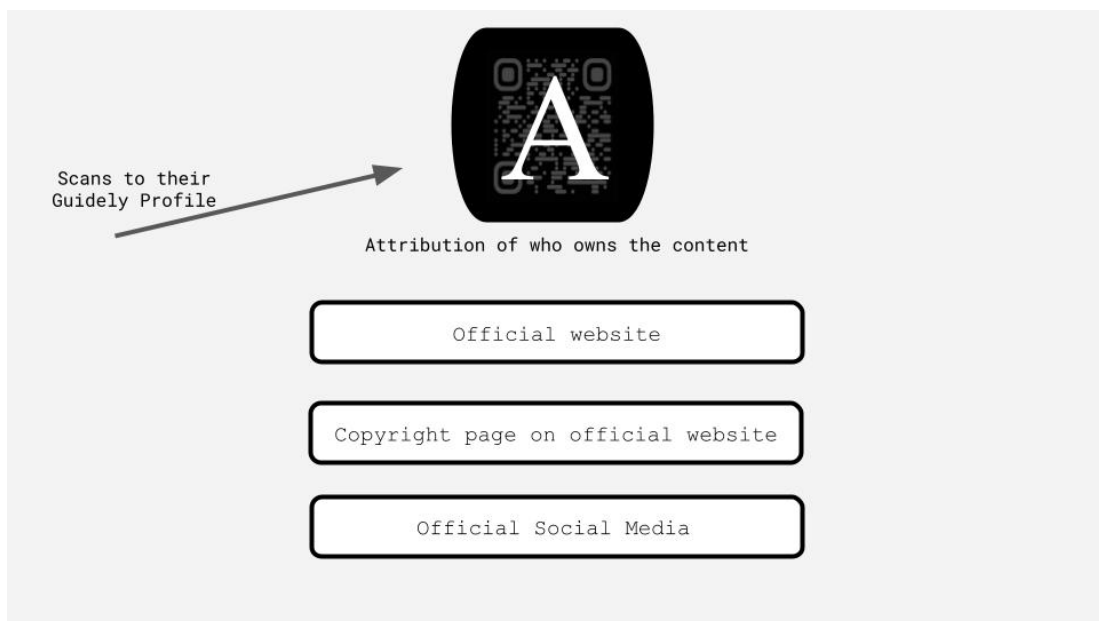 A
Scans to their
Guidely Profile
Attribution of who owns the content
Official website
Copyright page on official website
Official Social Media